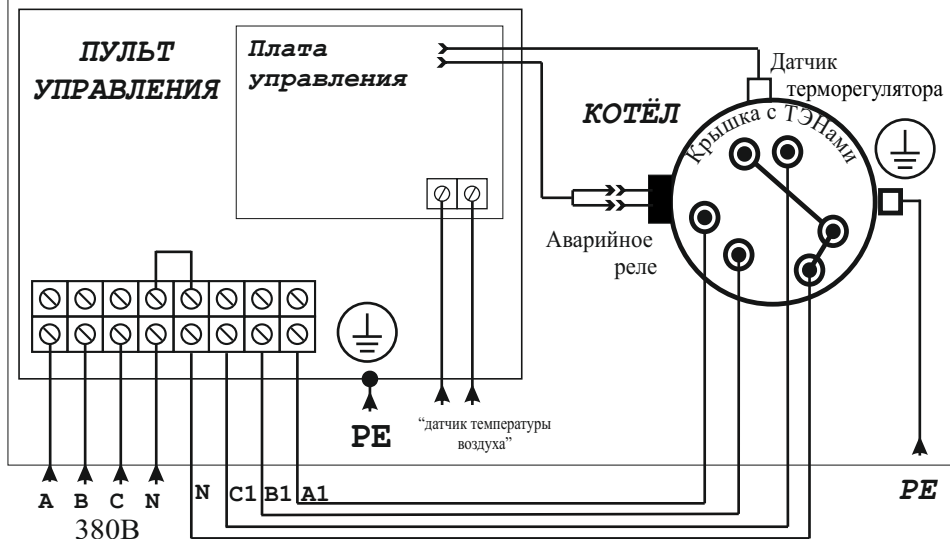 ПУЛЬТ
УПРАВЛЕНИЯ
Плата
управления
Датчик
терморегулятора
КОТЁЛ
Крышка с ТЭНами
Аварийное
реле
PE
“датчик температуры
воздуха”
A B C N N C1 B1 A1
PE
380В